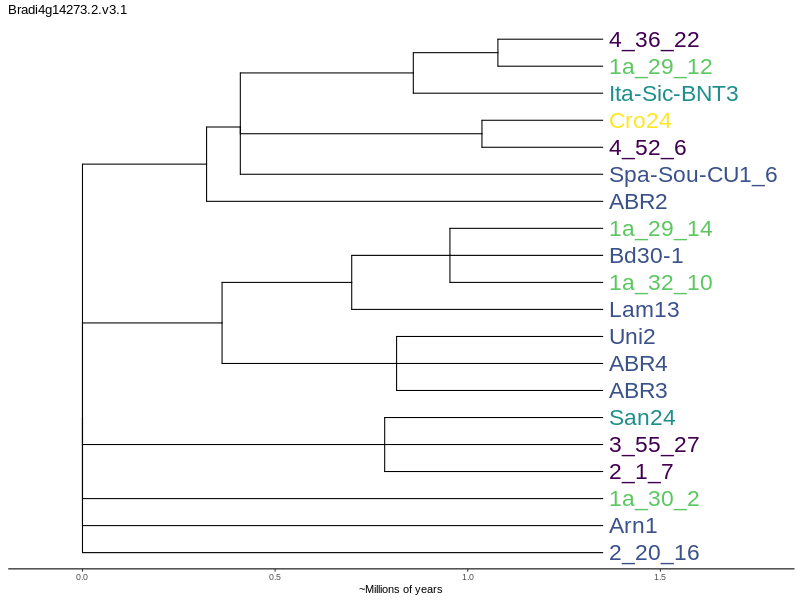 Bradi4g14273.2.v3.1
4_36_22
1a_29_12
Ita-Sic-BNT3
Cro24
4_52_6
Spa-Sou-CU1_6
ABR2
1a_29_14
Bd30-1
1a_32_10
Lam13
Uni2
ABR4
ABR3
San24
3_55_27
2_1_7
1a_30_2
Arn1
2_20_16
0.0 0.5 1.0 1.5
~Millions of years